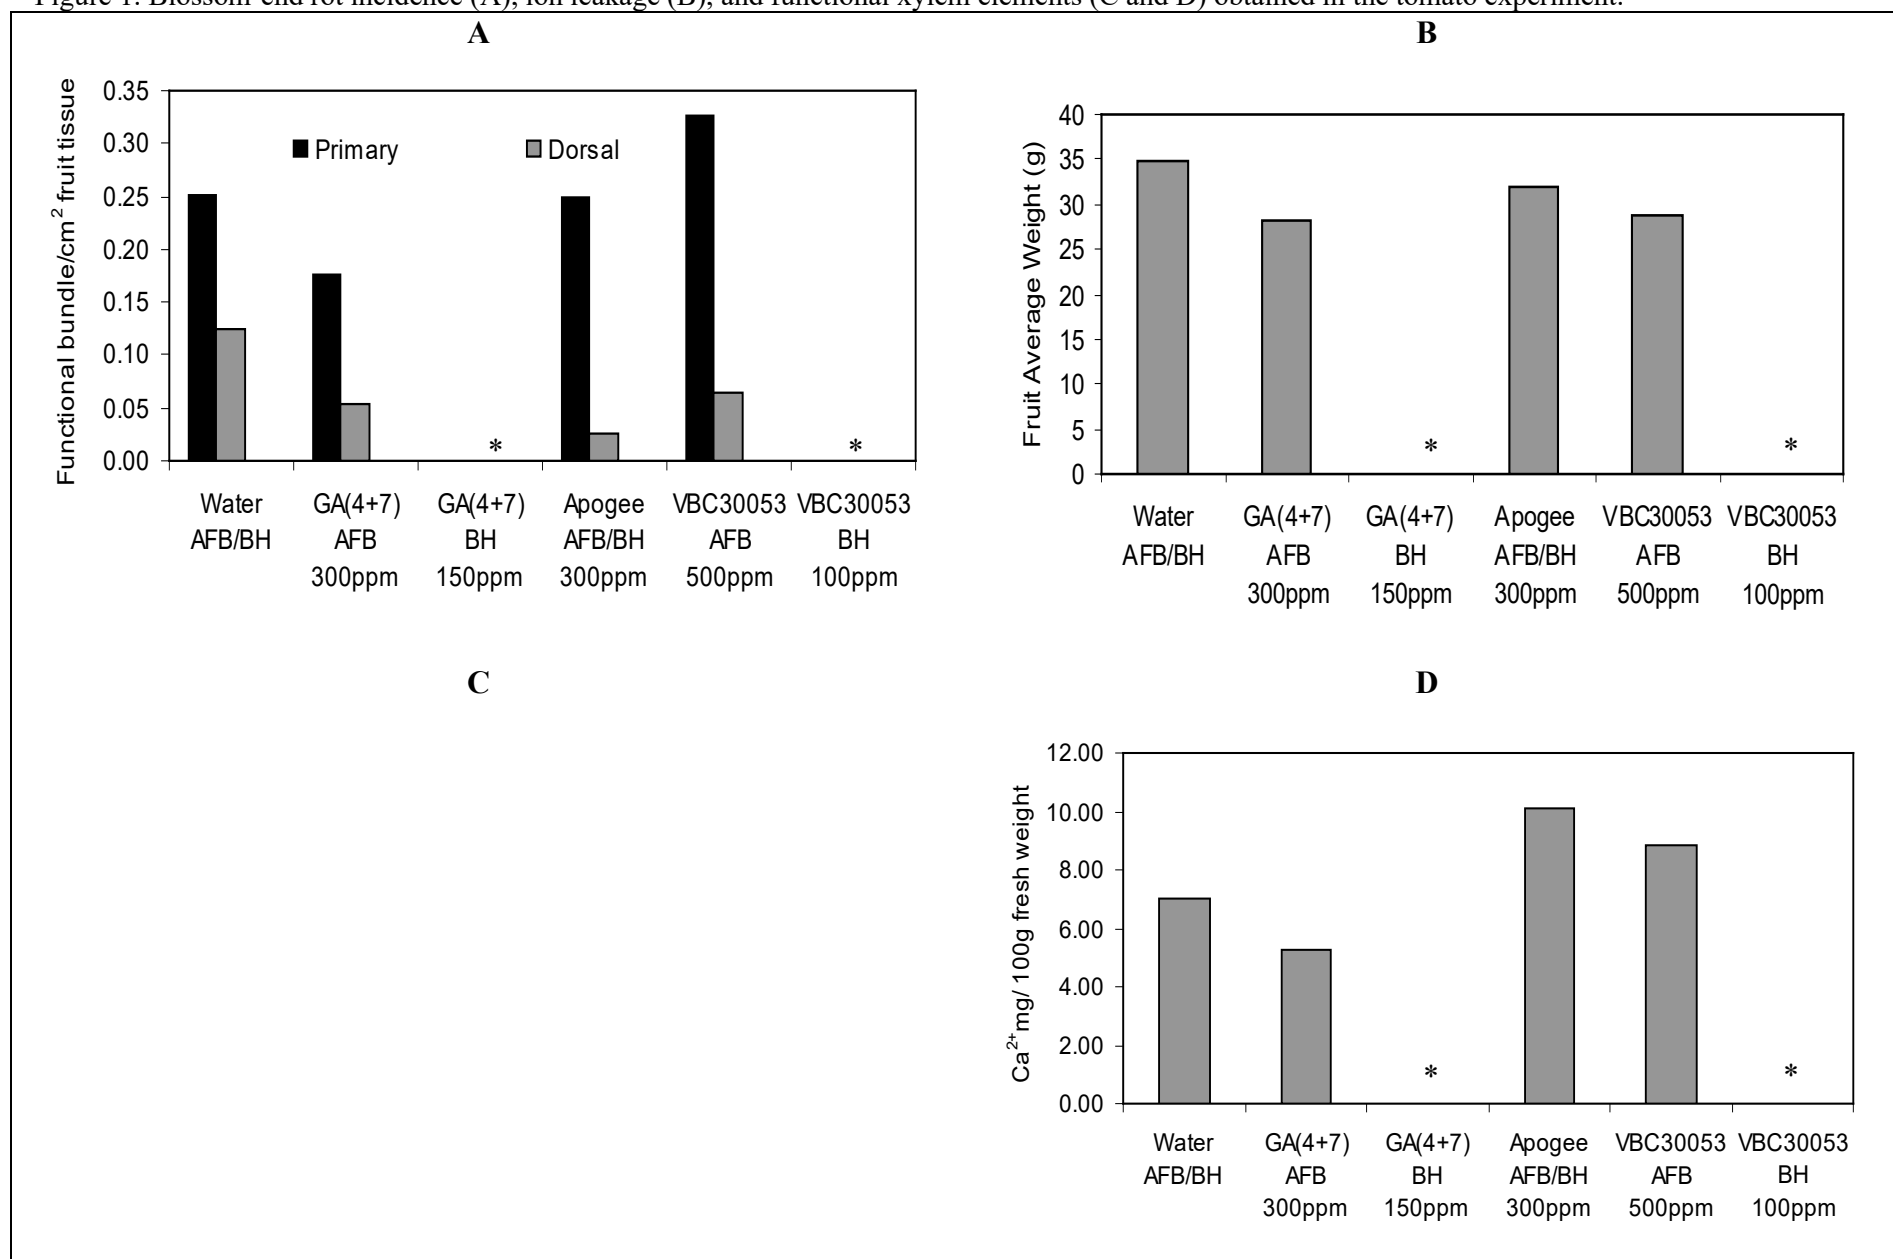 Figure 1. Blossom-end rot incidence (A), ion leakage (B), and functional xylem elements (C and D) obtained in the tomato experiment.
A
Functional bundle/cm2 fruit tissue
0.35
0.30
0.25
0.20
0.15
0.10
0.05
0.00
Primary
Dorsal
*
*
Water GA(4+7) GA(4+7) Apogee VBC30053 VBC30053
AFB/BH AFB BH AFB/BH AFB BH
300ppm 150ppm 300ppm 500ppm 100ppm
B
Fruit Average Weight (g)
40
35
30
25
20
15
10
5
0
*
*
Water GA(4+7) GA(4+7) Apogee VBC30053 VBC30053
AFB/BH AFB BH AFB/BH AFB BH
300ppm 150ppm 300ppm 500ppm 100ppm
C
D
Ca2+mg/ 100g fresh weight
12.00
10.00
8.00
6.00
4.00
2.00
0.00
*
*
Water GA(4+7) GA(4+7) Apogee VBC30053 VBC30053
AFB/BH AFB BH AFB/BH AFB BH
300ppm 150ppm 300ppm 500ppm 100ppm